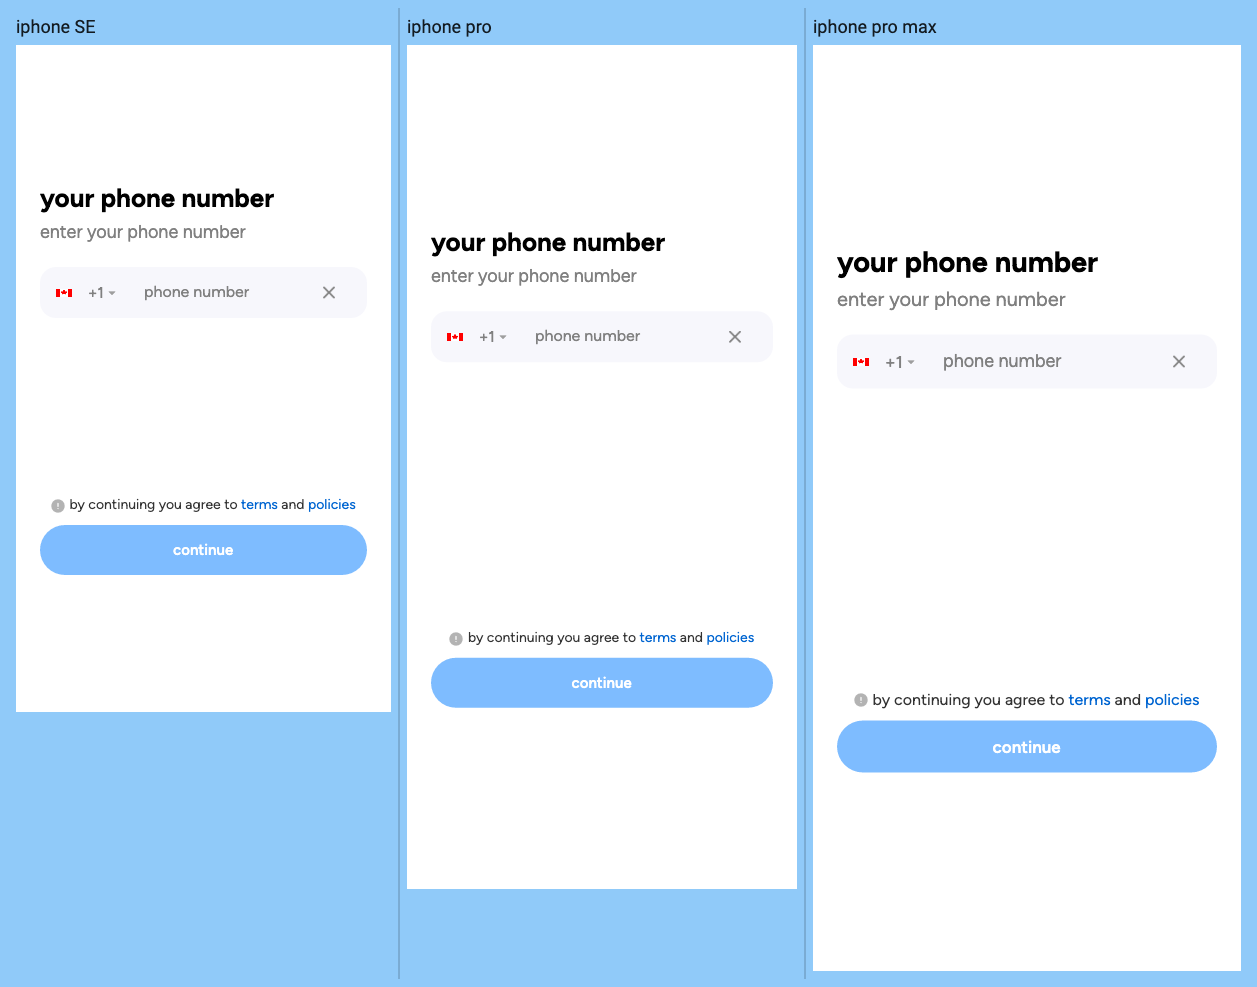 iphone SE
your phone number
enter your phone number
+1 phone number
by continuing you agree to terms and policies
continue
iphone pro
your phone number
enter your phone number
+1 phone number
by continuing you agree to terms and policies
continue
iphone pro max
your phone number
enter your phone number
+1 phone number
by continuing you agree to terms and policies
continue